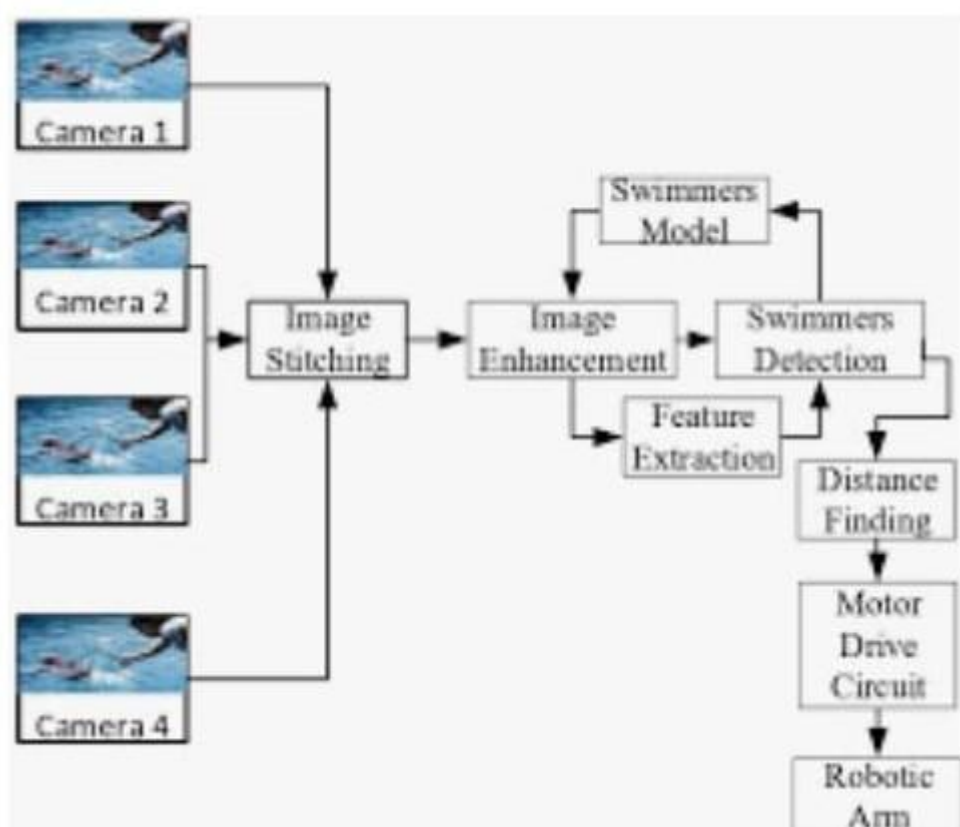 Camera 1
Camera 2
Camera 3
Camera 4
Image
Stitching
Swimmers
Model
Image
Enhancement
Swimmers
Detection
Feature
Extraction
Distance
Finding
Motor
Drive
Circuit
Robotic
Arm